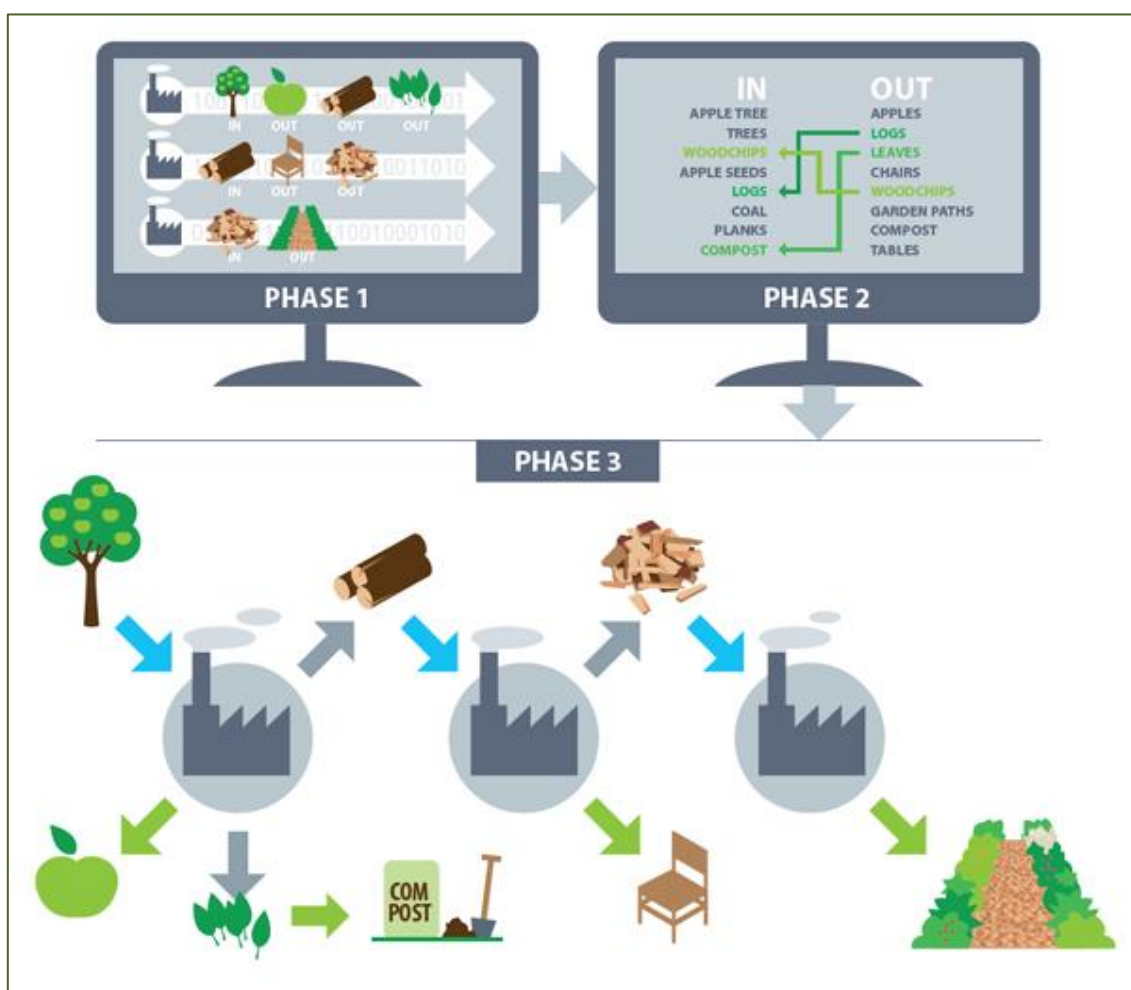 IN OUT OUT OUT
IN OUT OUT
IN OUT
PHASE 1
IN OUT
APPLE TREE APPLES
TREES LOGS
WOODCHIPS LEAVES
APPLE SEEDS CHAIRS
LOGS WOODCHIPS
COAL GARDEN PATHS
PLANKS COMPOST
COMPOST TABLES
PHASE 2
PHASE 3
COM
POST